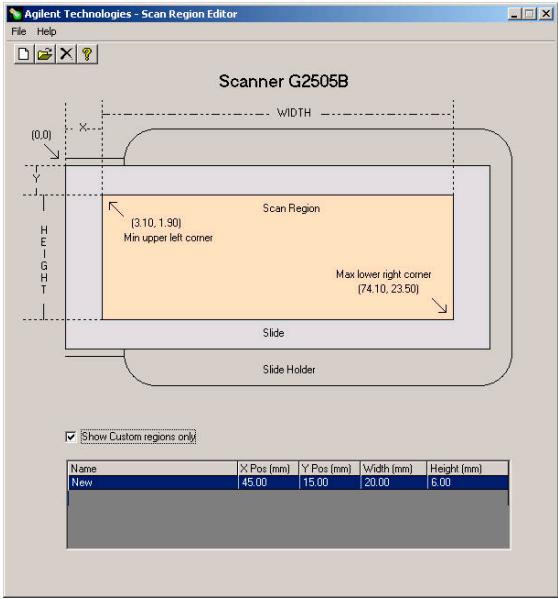 Agilent Technologies - Scan Region Editor
File Help
Scanner G2505B
WIDTH
X
(0,0)
Y
Scan Region
(3.10, 1.90)
Min upper left corner
HEIGHT
Max lower right corner
(74.10, 23.50)
Slide
Slide Holder
Show Custom regions only
Name X Pos (mm) Y Pos (mm) Width (mm) Height (mm)
New 45.00 15.00 20.00 6.00